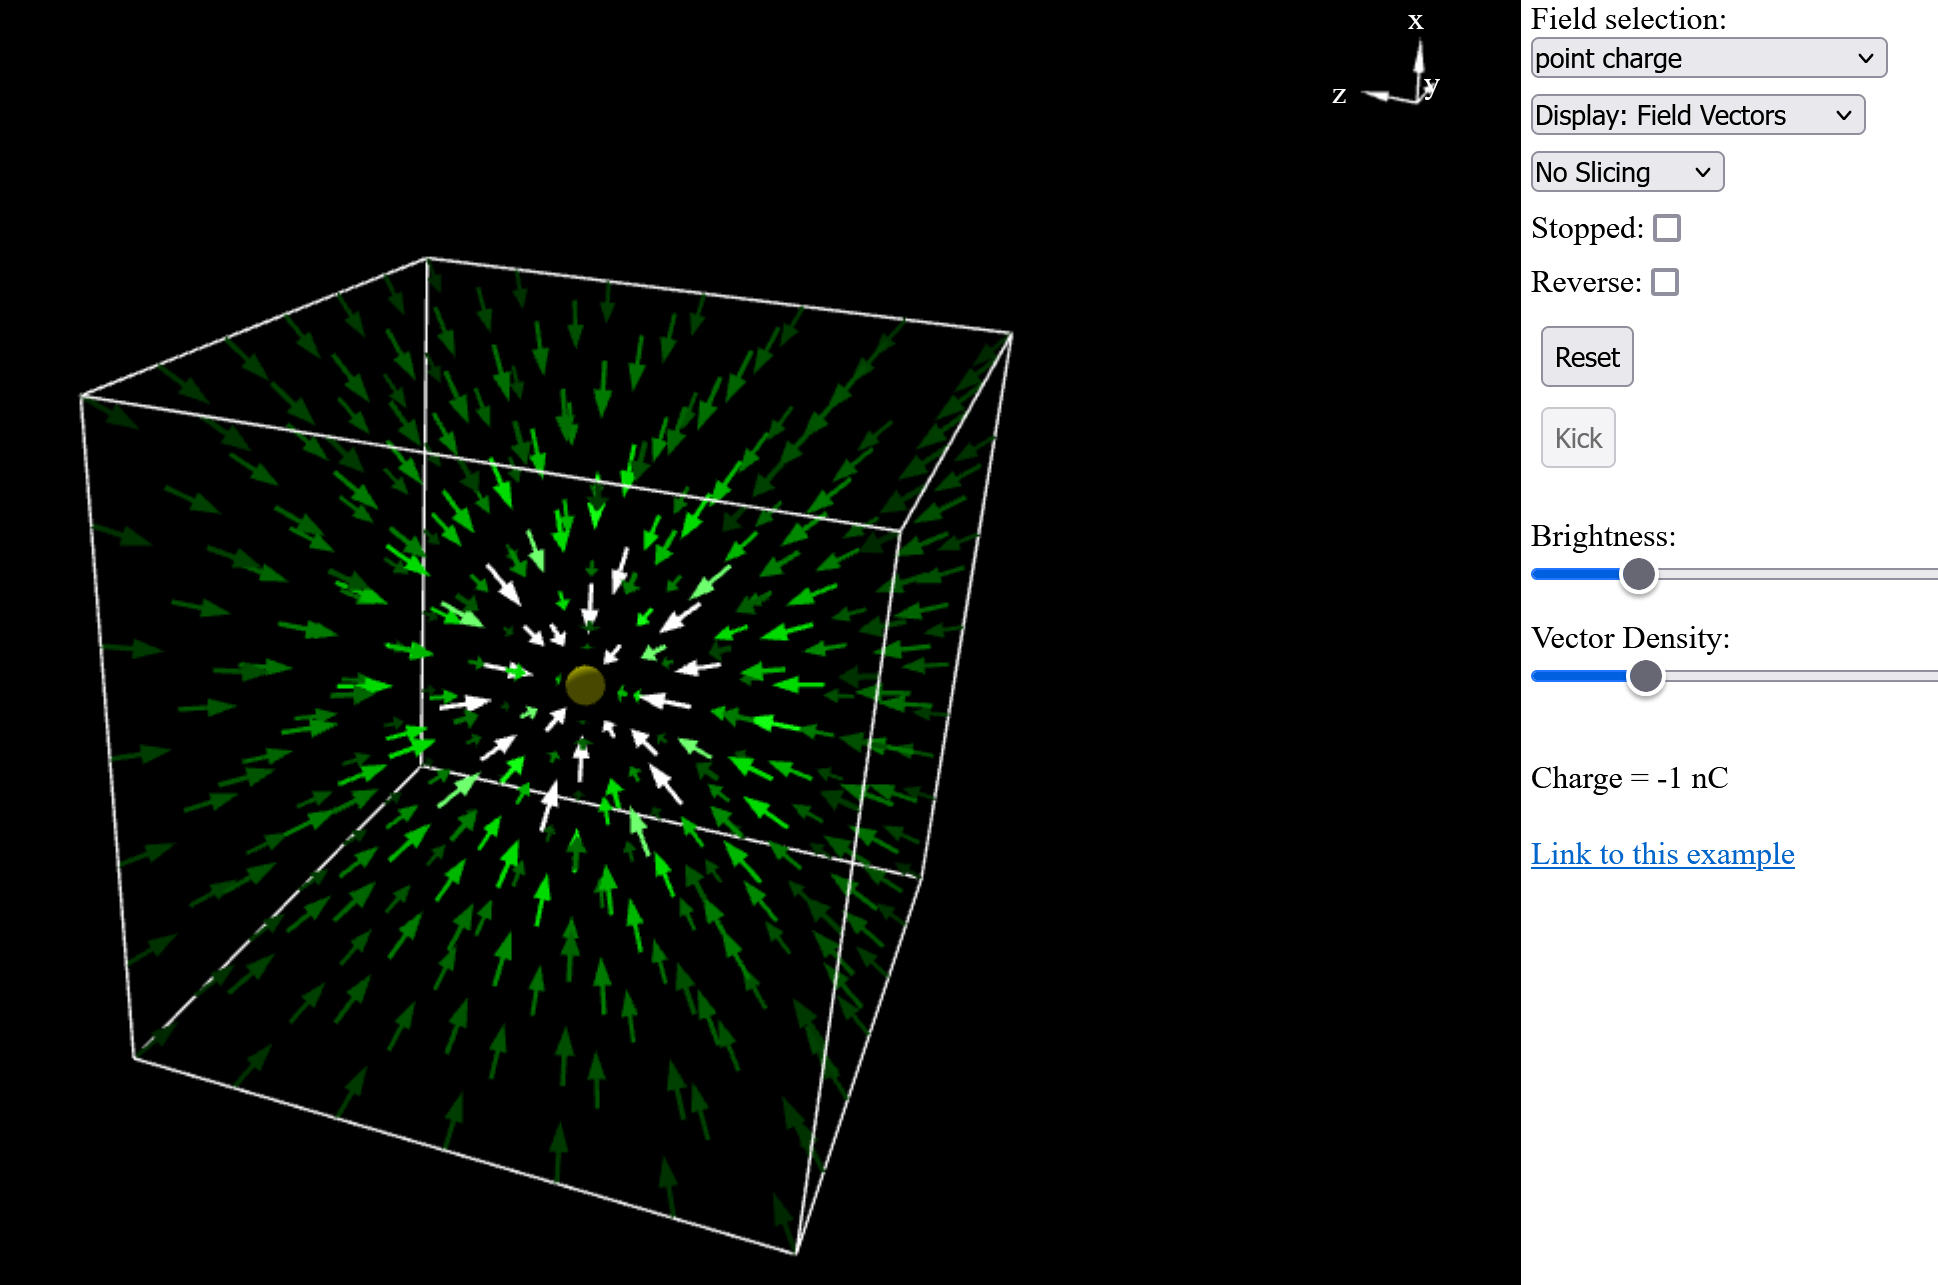 x
y
z
Field selection:
point charge
Display: Field Vectors
No Slicing
Stopped:
Reverse:
Reset
Kick
Brightness:
Vector Density:
Charge = -1 nC
Link to this example